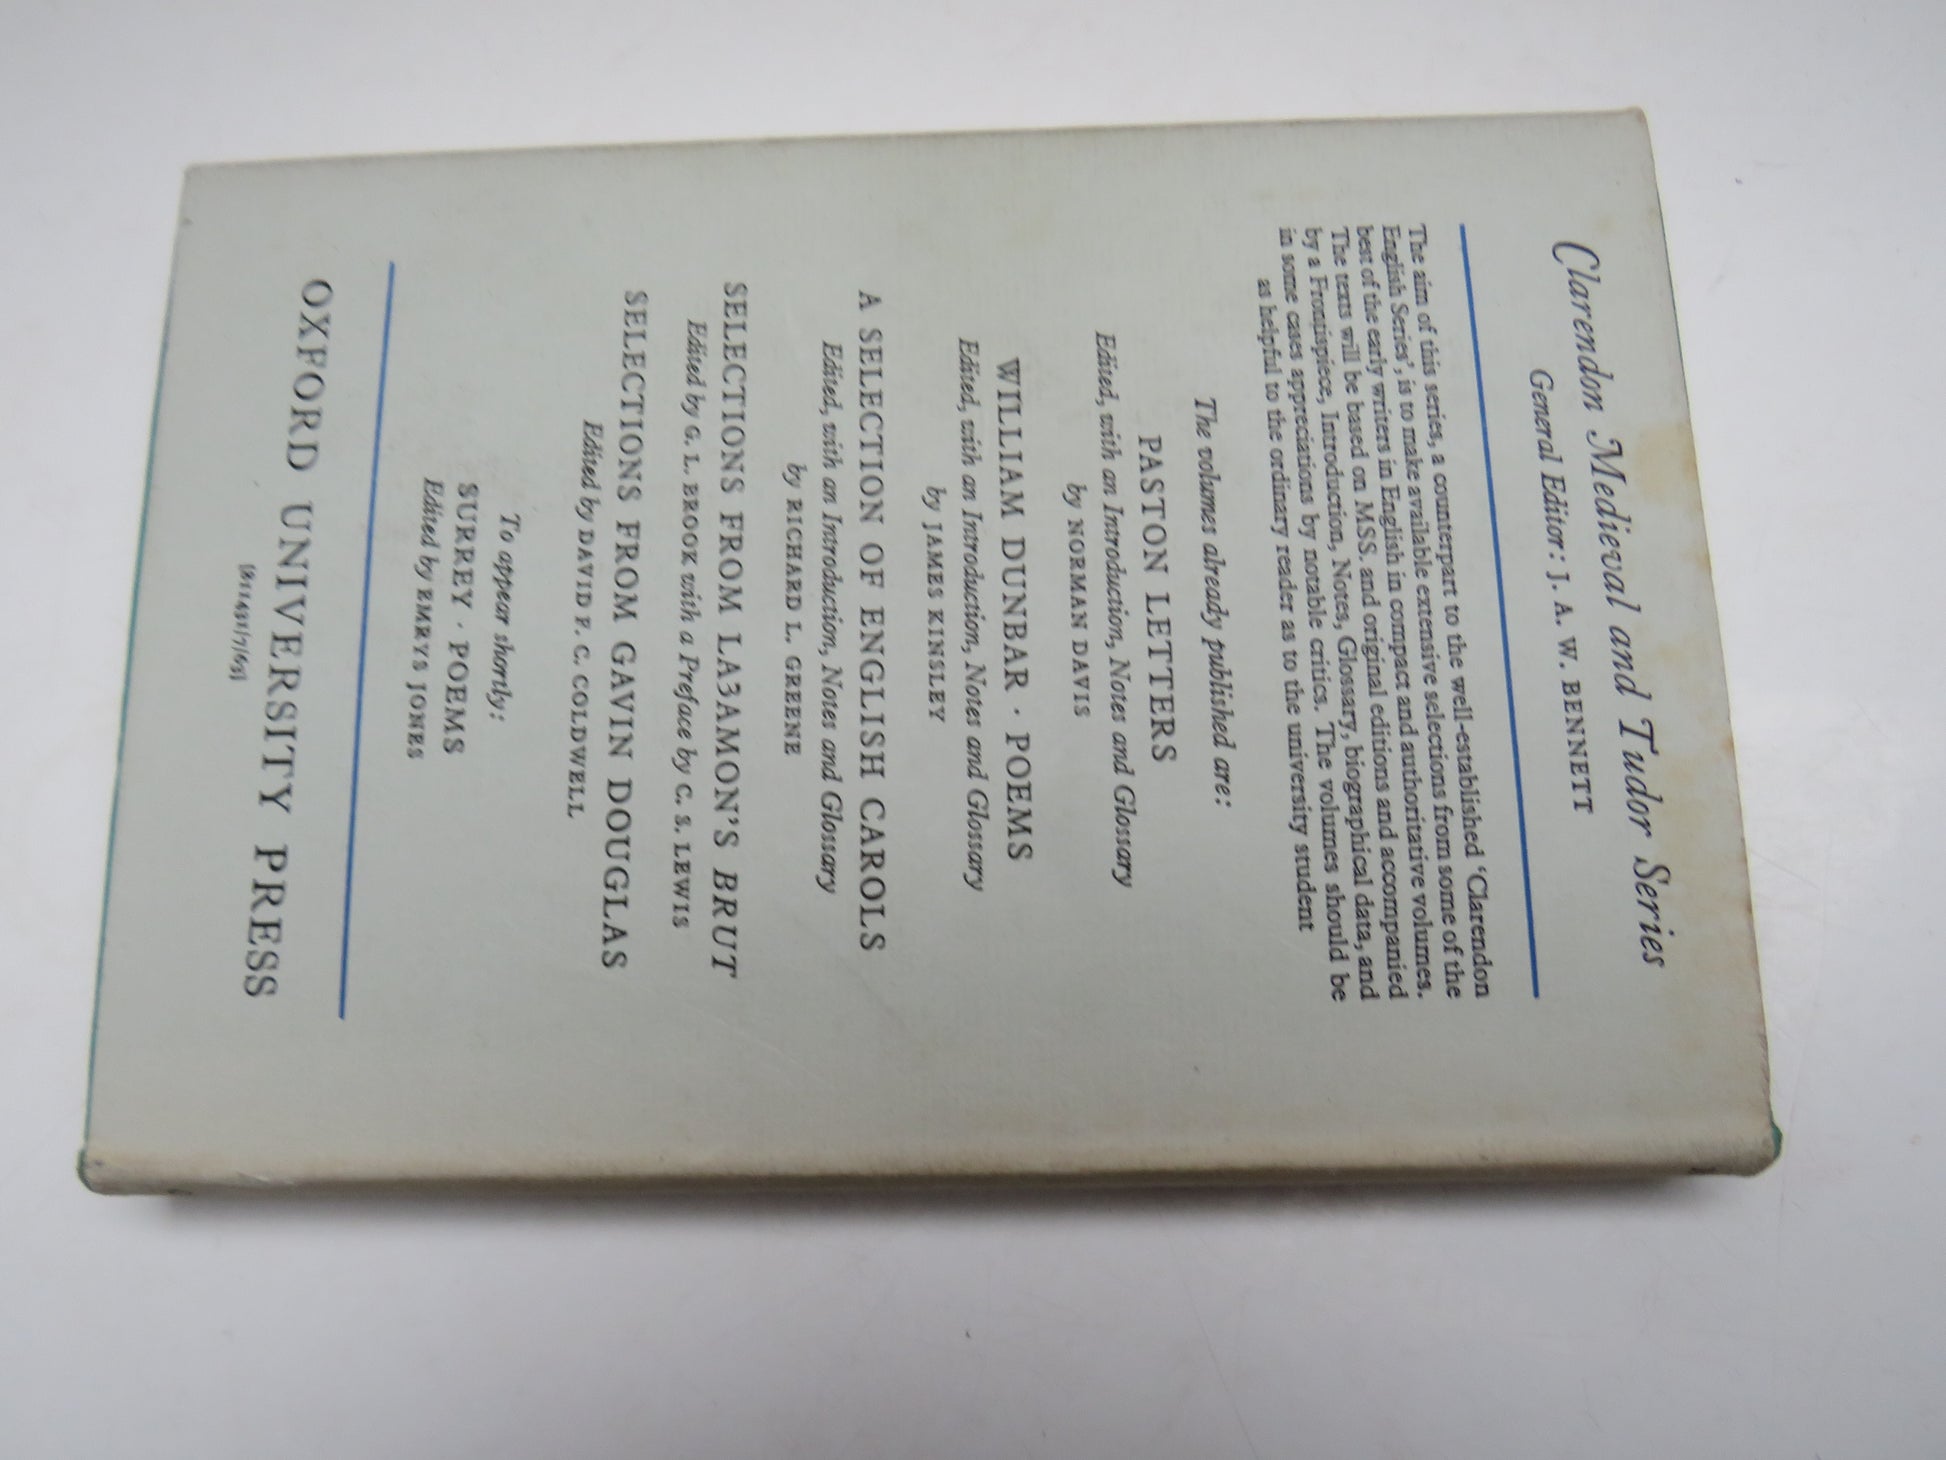 Clarendon Medieval and Tudor Series
General Editor: J. A. W. BENNETT
The aim of this series, a counterpart to the well-established ‘Clarendon
English Series’, is to make available extensive selections from some of the
best of the early writers in English in compact and authoritative volumes.
The texts will be based on MSS. and original editions and accompanied
by a Frontispiece, Introduction, Notes, Glossary, biographical data, and
in some cases appreciations by notable critics. The volumes should be
as helpful to the ordinary reader as to the university student
The volumes already published are:
PASTON LETTERS
Edited, with an Introduction, Notes and Glossary
by NORMAN DAVIS
WILLIAM DUNBAR · POEMS
Edited, with an Introduction, Notes and Glossary
by JAMES KINSLEY
A SELECTION OF ENGLISH CAROLS
Edited, with an Introduction, Notes and Glossary
by RICHARD L. GREENE
SELECTIONS FROM LAȜAMON’S BRUT
Edited by G. L. BROOK with a Preface by C. S. LEWIS
SELECTIONS FROM GAVIN DOUGLAS
Edited by DAVID F. C. COLDWELL
To appear shortly:
SURREY · POEMS
Edited by EMRYS JONES
OXFORD UNIVERSITY PRESS